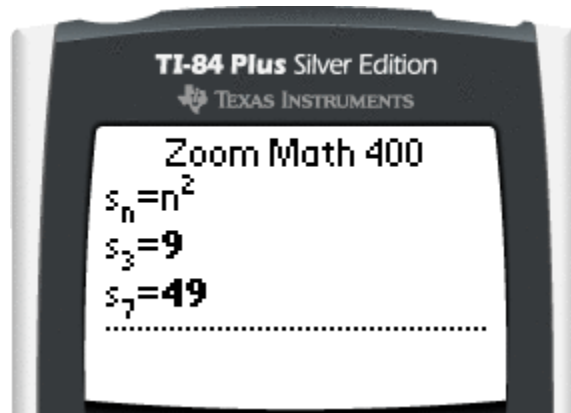 TI-84 Plus Silver Edition
TEXAS INSTRUMENTS
Zoom Math 400
sₙ=n²
s₃=9
s₇=49